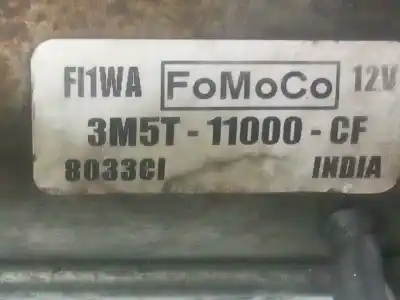 FI1WA FoMoCo 12V
3M5T - 11000 - CF
8033CI INDIA